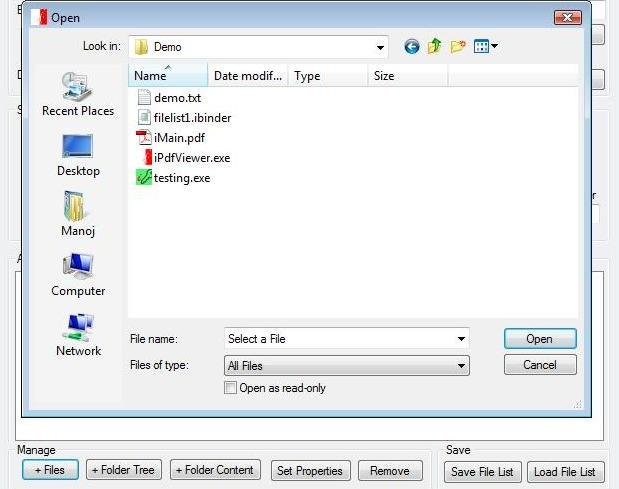 Open
Look in: Demo
Name Date modif... Type Size
demo.txt
filelist1.ibinder
iMain.pdf
iPdfViewer.exe
testing.exe
Recent Places
Desktop
Manoj
Computer
Network
File name: Select a File Open
Files of type: All Files Cancel
Open as read-only
Manage Save
+ Files + Folder Tree + Folder Content Set Properties Remove Save File List Load File List